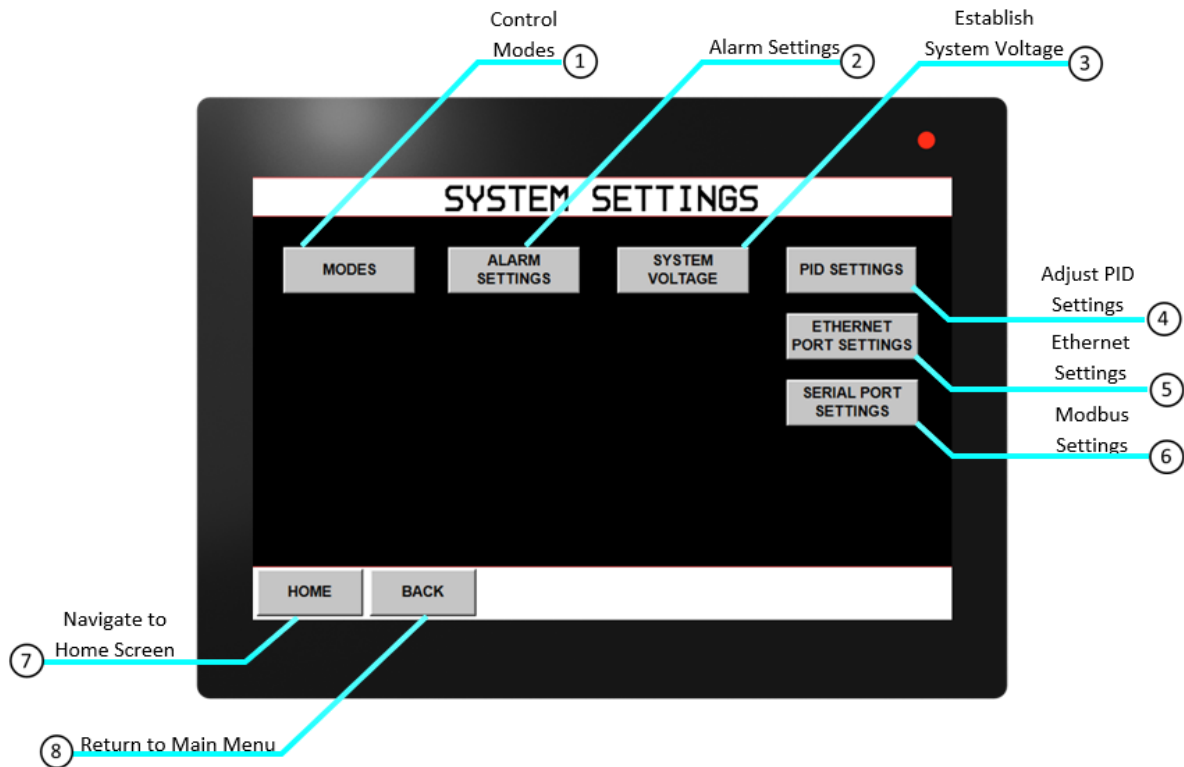 Control
Modes
1
Alarm Settings
2
Establish
System Voltage
3
SYSTEM SETTINGS
MODES
ALARM
SETTINGS
SYSTEM
VOLTAGE
PID SETTINGS
Adjust PID
Settings
4
ETHERNET
PORT SETTINGS
Ethernet
Settings
5
SERIAL PORT
SETTINGS
Modbus
Settings
6
HOME
BACK
Navigate to
Home Screen
7
8
Return to Main Menu